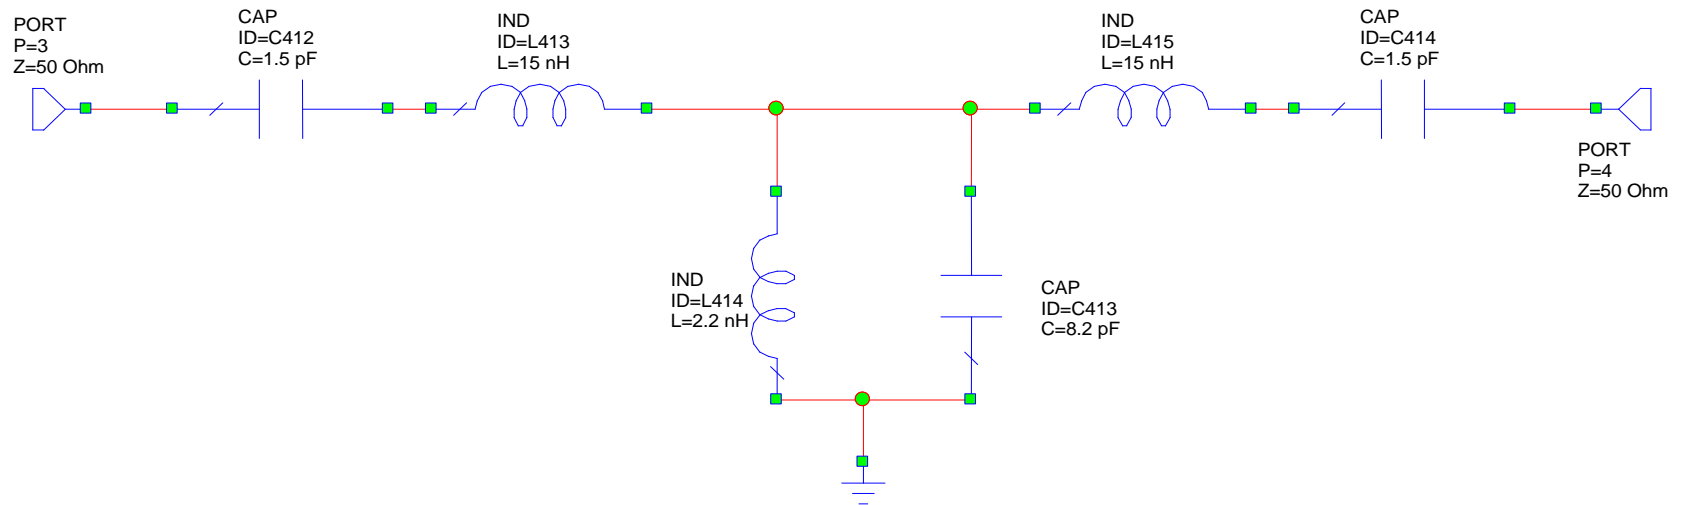 PORT
P=3
Z=50 Ohm
CAP
ID=C412
C=1.5 pF
IND
ID=L413
L=15 nH
IND
ID=L415
L=15 nH
CAP
ID=C414
C=1.5 pF
PORT
P=4
Z=50 Ohm
IND
ID=L414
L=2.2 nH
CAP
ID=C413
C=8.2 pF